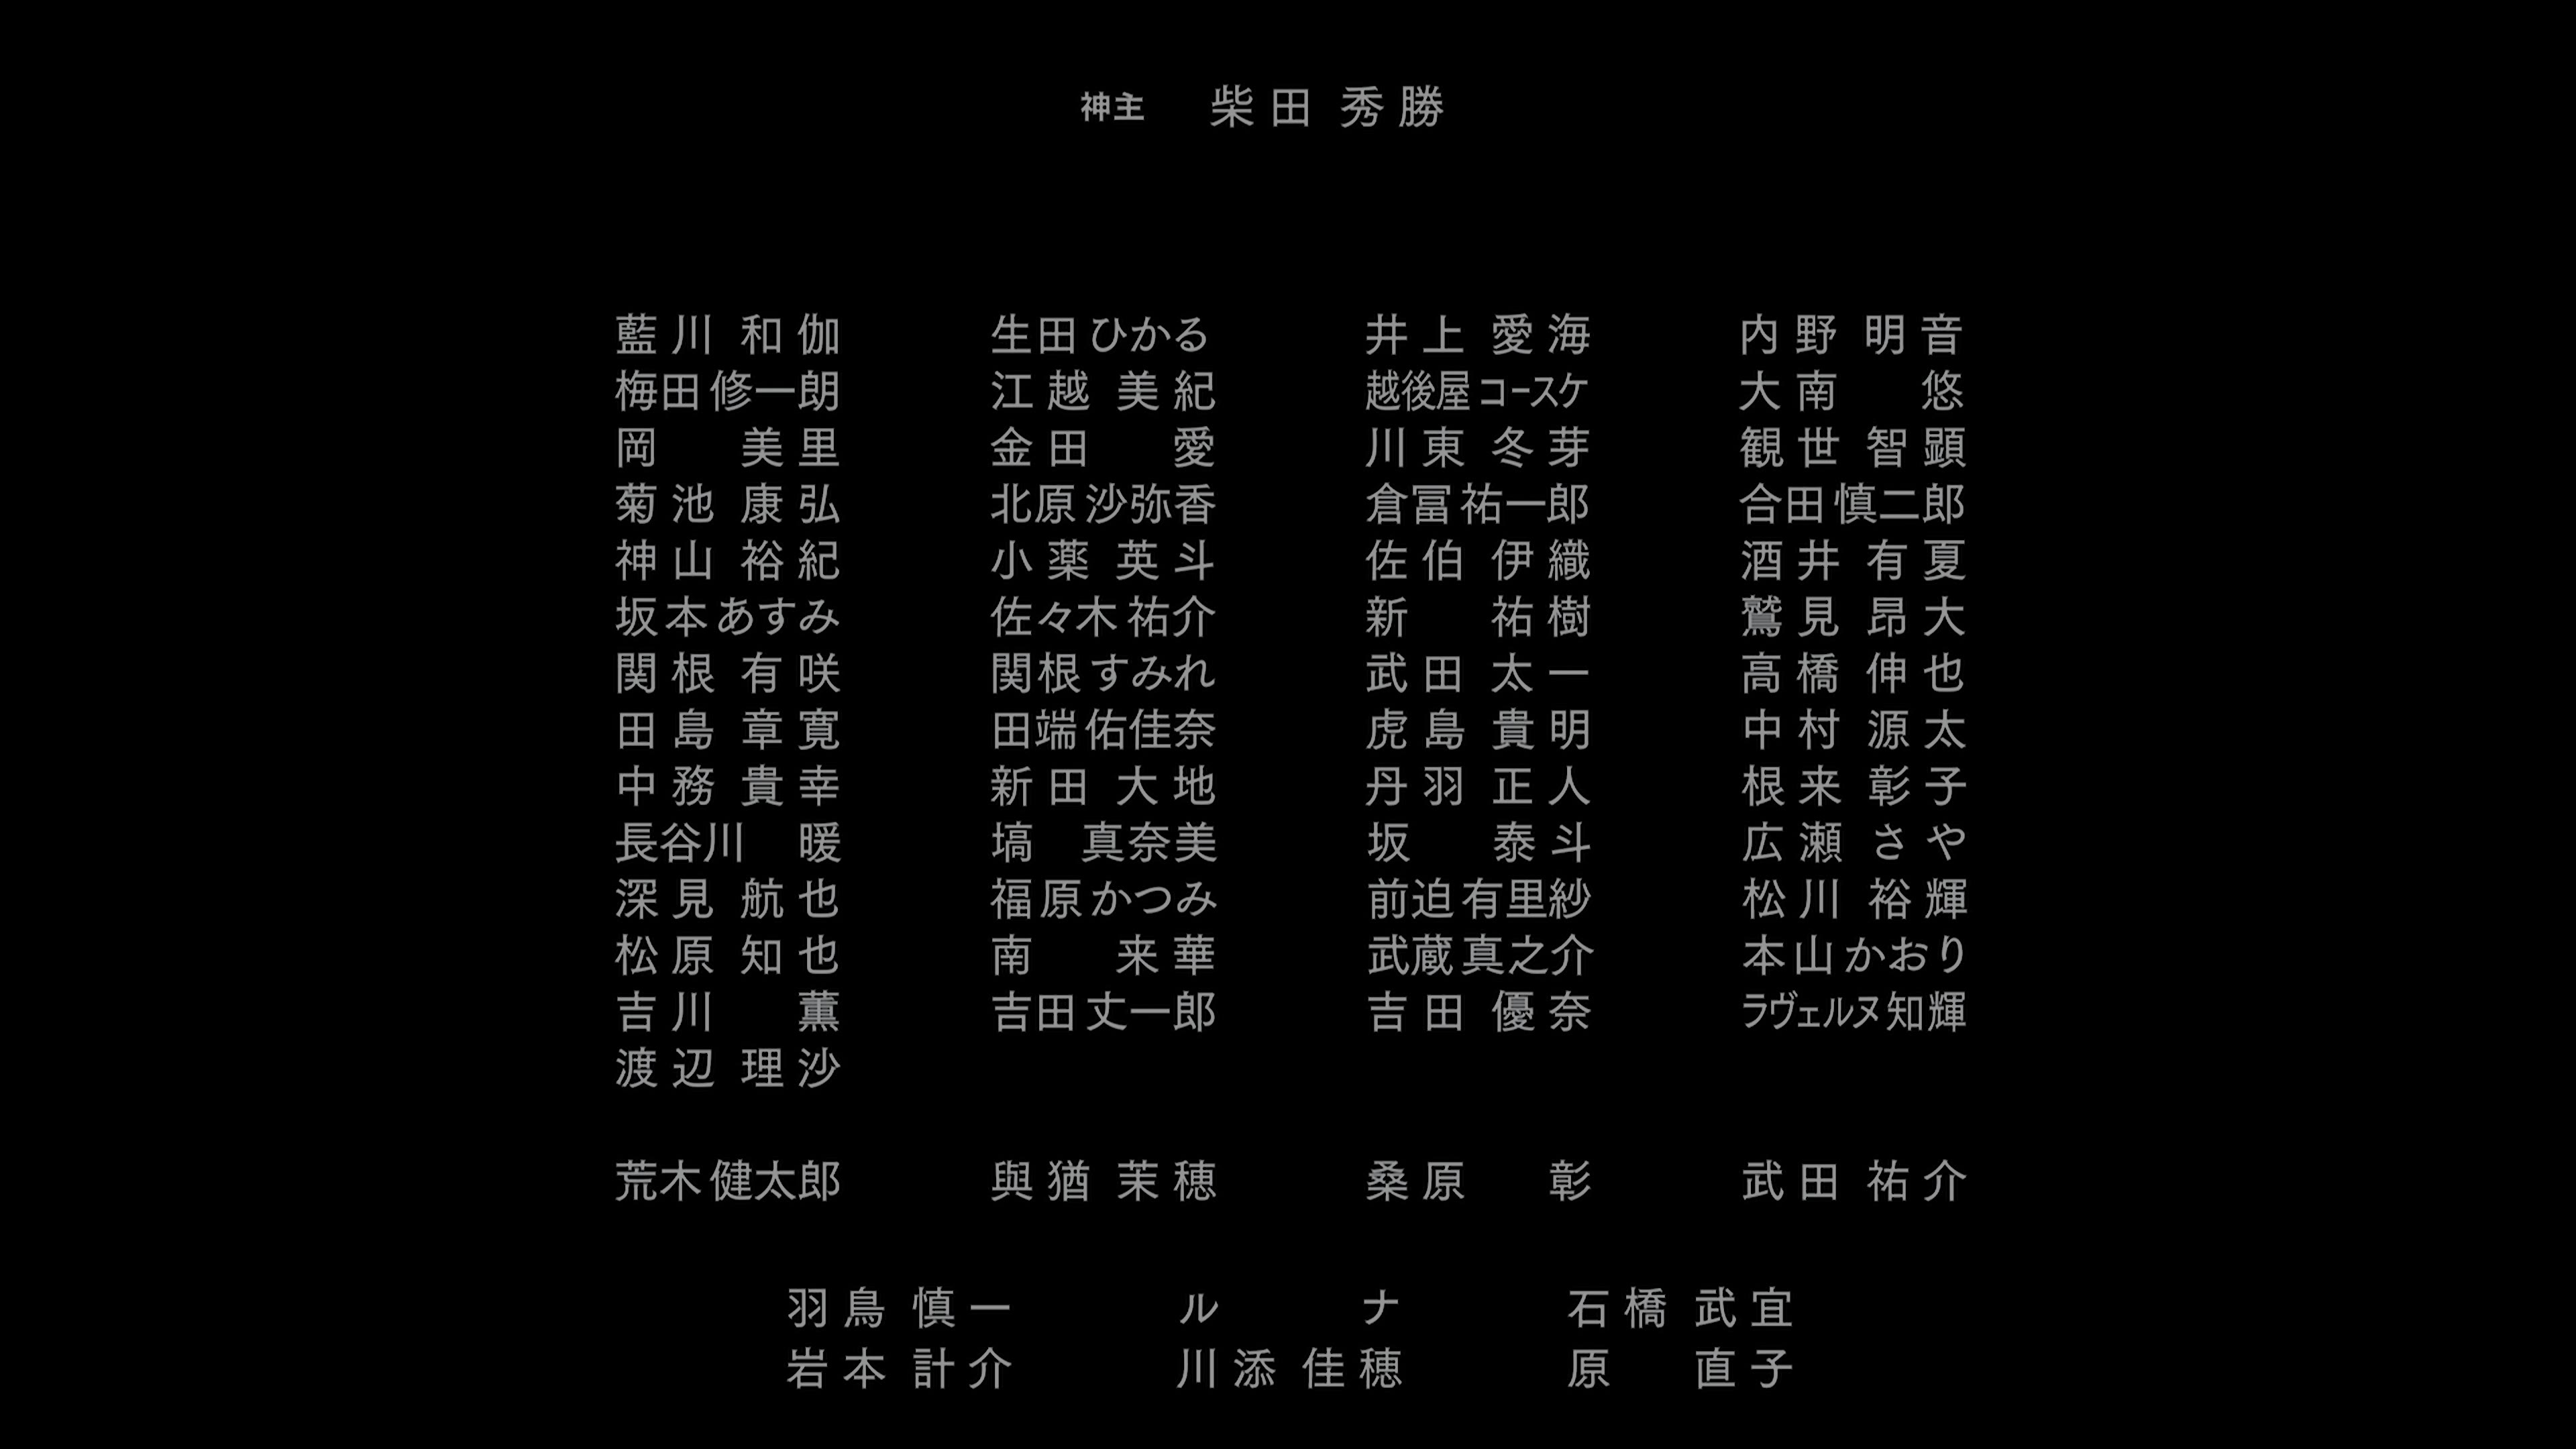 神主 柴田 秀勝
藍川 和伽 生田ひかる 井上 愛海 内野 明音
梅田修一朗 江越 美紀 越後屋コースケ 大南 悠
岡 美里 金田 愛 川東 冬芽 観世 智顕
菊池 康弘 北原沙弥香 倉冨祐一郎 合田慎二郎
神山 裕紀 小薬 英斗 佐伯 伊織 酒井 有夏
坂本あすみ 佐々木祐介 新 祐樹 鷲見 昂大
関根 有咲 関根すみれ 武田 太一 高橋 伸也
田島 章寛 田端佑佳奈 虎島 貴明 中村 源太
中務 貴幸 新田 大地 丹羽 正人 根来 彰子
長谷川 暖 塙 真奈美 坂 泰斗 広瀬 さや
深見 航也 福原かつみ 前迫有里紗 松川 裕輝
松原 知也 南 来華 武蔵真之介 本山かおり
吉川 薫 吉田丈一郎 吉田 優奈 ラヴェルヌ知輝
渡辺 理沙
荒木健太郎 與猶 茉穂 桑原 彰 武田 祐介
羽鳥 慎一 ルナ 石橋 武宜
岩本 計介 川添 佳穂 原 直子